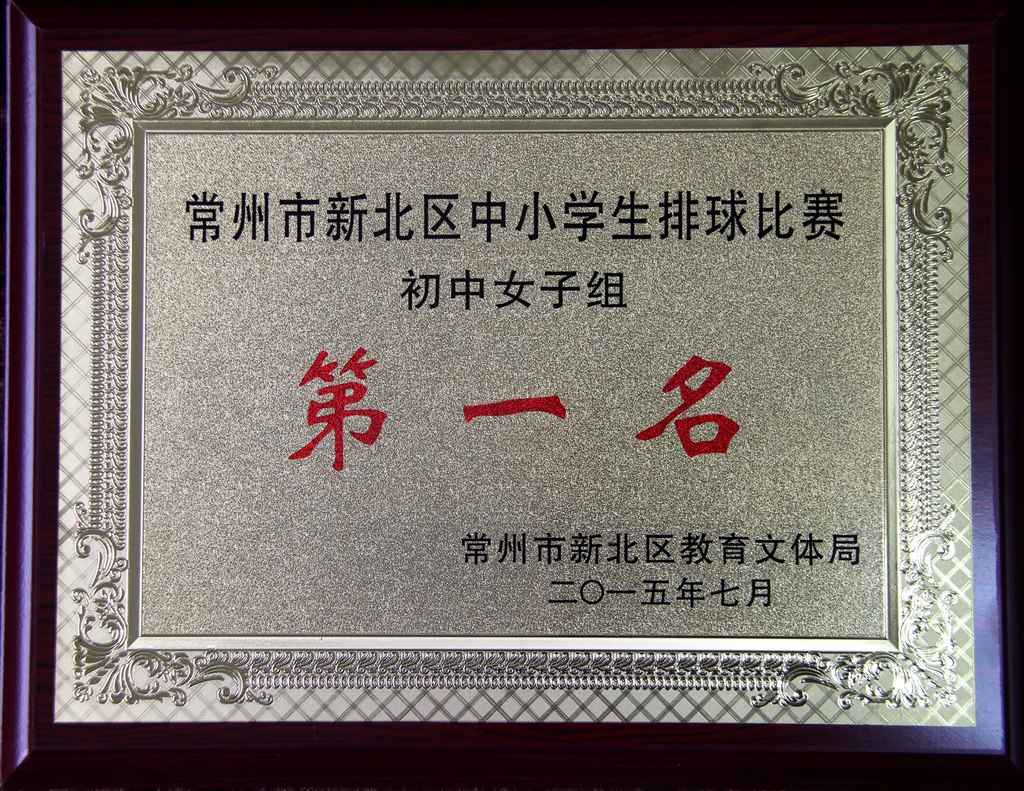 常州市新北区中小学生排球比赛
初中女子组
第一名
常州市新北区教育文体局
二〇一五年七月